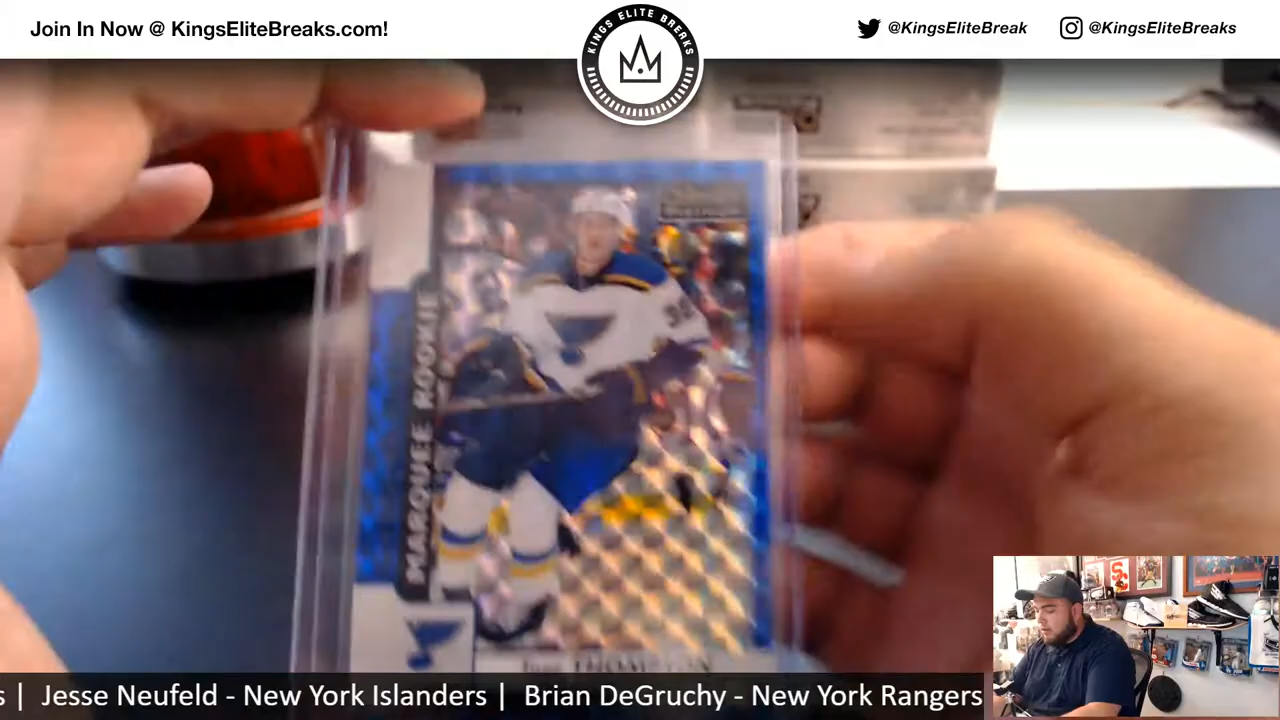 Join In Now @ KingsEliteBreaks.com!
KINGS ELITE BREAKS
@KingsEliteBreak
@KingsEliteBreaks
MARQUEE ROOKIE
THOMPSON
s | Jesse Neufeld - New York Islanders | Brian DeGruchy - New York Rangers